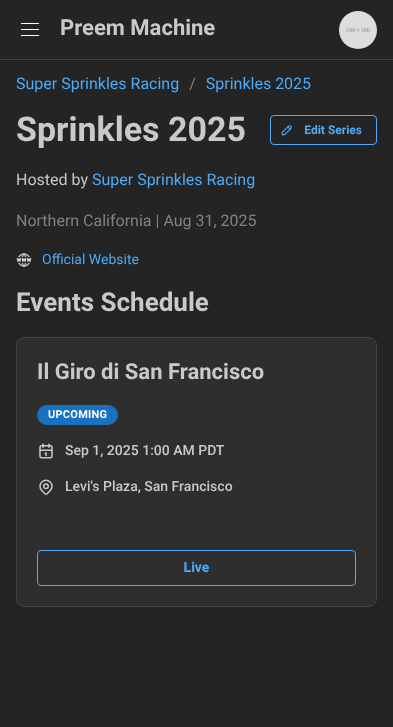 Preem Machine
100 × 100
Super Sprinkles Racing / Sprinkles 2025
Sprinkles 2025
Edit Series
Hosted by Super Sprinkles Racing
Northern California | Aug 31, 2025
Official Website
Events Schedule
Il Giro di San Francisco
UPCOMING
Sep 1, 2025 1:00 AM PDT
Levi's Plaza, San Francisco
Live